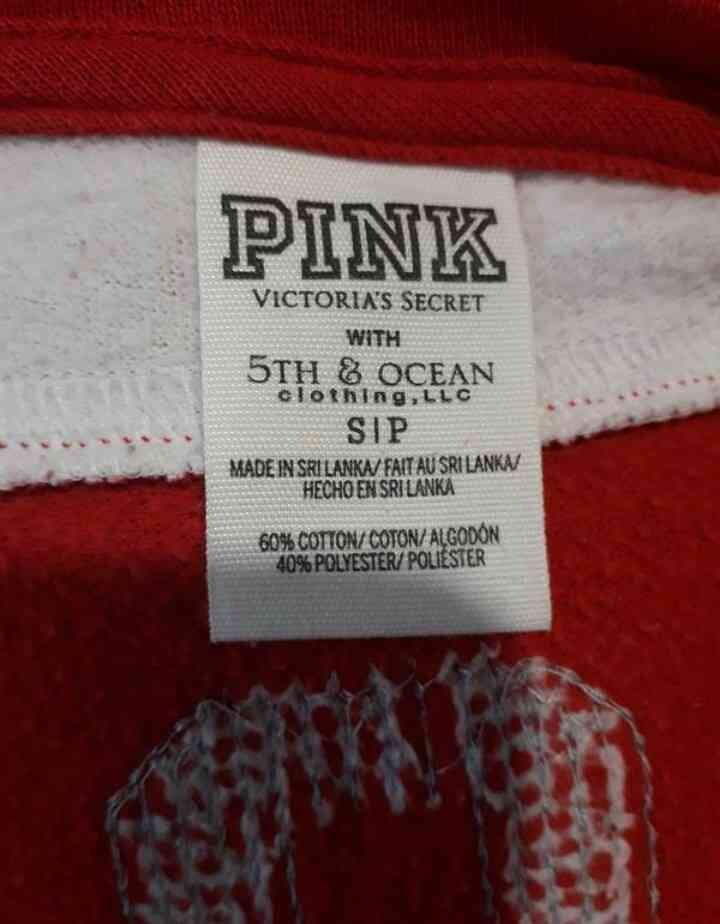 PINK
VICTORIA'S SECRET
WITH
5TH & OCEAN
clothing,LLC
S|P
MADE IN SRI LANKA/ FAIT AU SRI LANKA/
HECHO EN SRI LANKA
60% COTTON/ COTON/ ALGODÓN
40% POLYESTER/ POLIÉSTER